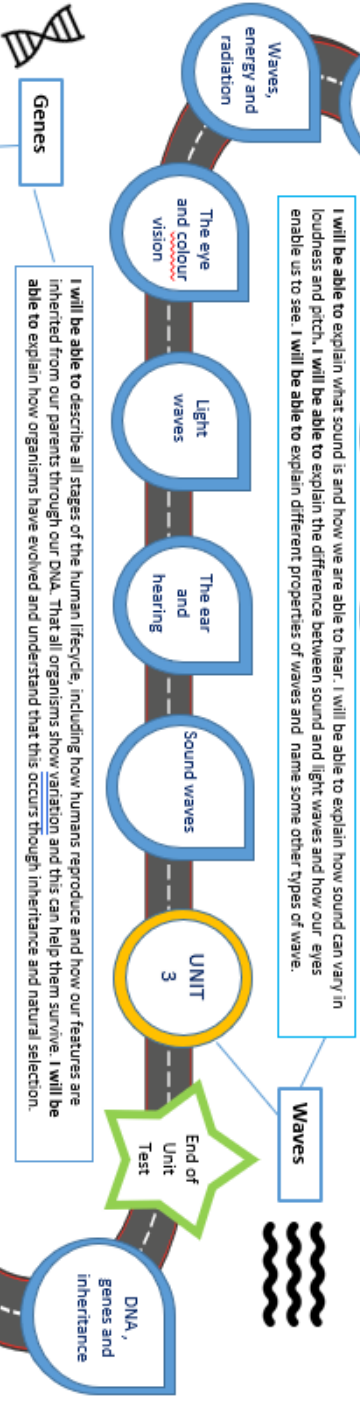 Waves
I will be able to explain what sound is and how we are able to hear. I will be able to explain how sound can vary in
loudness and pitch. I will be able to explain the difference between sound and light waves and how our eyes
enable us to see. I will be able to explain different properties of waves and name some other types of wave.
Waves,
energy and
radiation
The eye
and colour
vision
Light
waves
The ear
and
hearing
Sound waves
UNIT
3
End of
Unit
Test
DNA,
genes and
inheritance
Genes
I will be able to describe all stages of the human lifecycle, including how humans reproduce and how our features are
inherited from our parents through our DNA. That all organisms show variation and this can help them survive. I will be
able to explain how organisms have evolved and understand that this occurs though inheritance and natural selection.